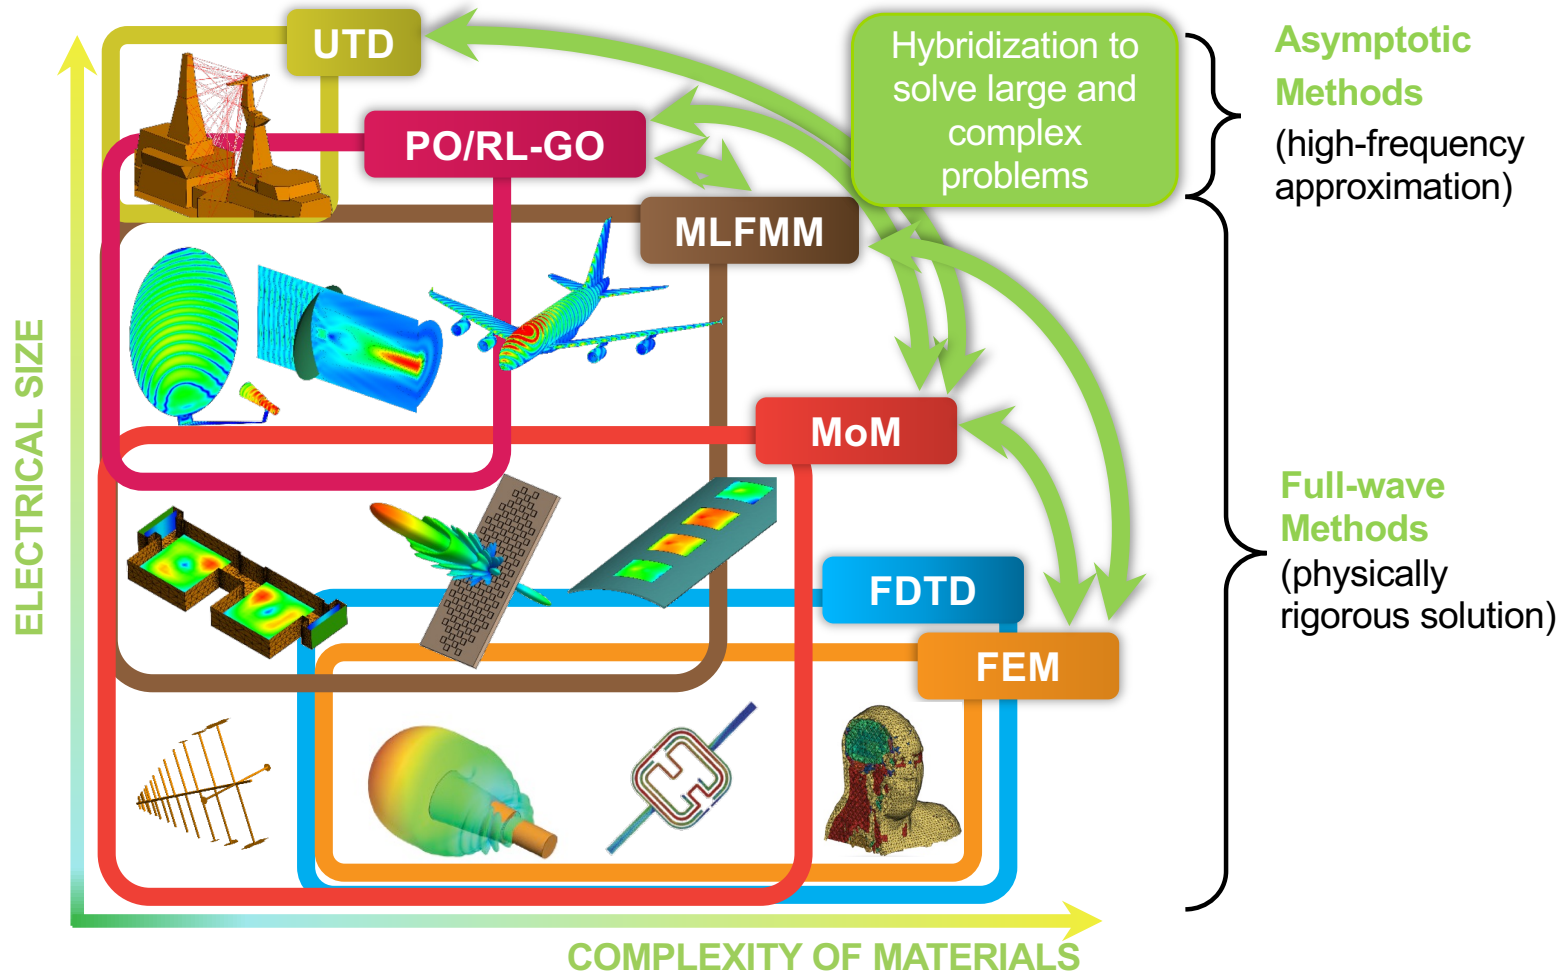 UTD
PO/RL-GO
MLFMM
MoM
FDTD
FEM
Hybridization to
solve large and
complex
problems
Asymptotic
Methods
(high-frequency
approximation)
Full-wave
Methods
(physically
rigorous solution)
ELECTRICAL SIZE
COMPLEXITY OF MATERIALS